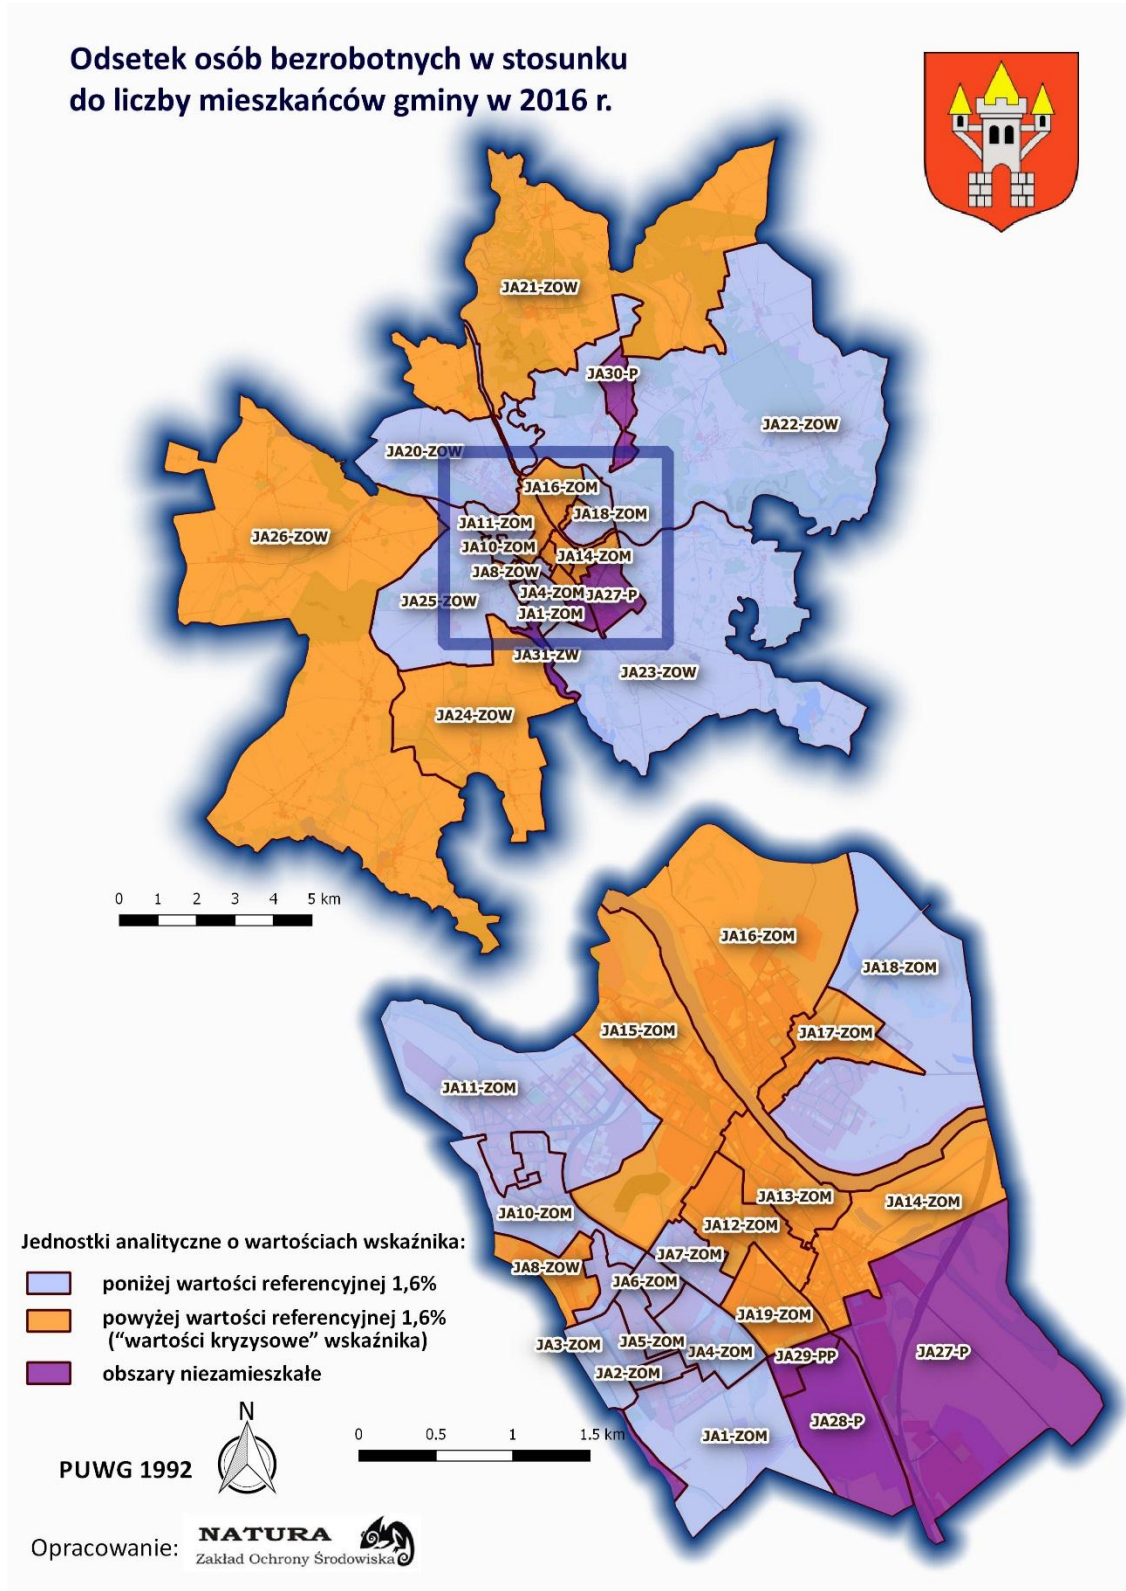 Odsetek osób bezrobotnych w stosunku
do liczby mieszkańców gminy w 2016 r.
JA21-ZOW
JA30-P
JA22-ZOW
JA20-ZOW
JA16-ZOM
JA18-ZOM
JA11-ZOM
JA26-ZOW
JA10-ZOM
JA14-ZOM
JA8-ZOW
JA4-ZOM
JA27-P
JA25-ZOW
JA1-ZOM
JA31-ZW
JA23-ZOW
JA24-ZOW
0 1 2 3 4 5 km
JA16-ZOM
JA18-ZOM
JA15-ZOM
JA17-ZOM
JA11-ZOM
JA13-ZOM
JA14-ZOM
JA10-ZOM
JA12-ZOM
JA7-ZOM
JA8-ZOW
JA6-ZOM
JA19-ZOM
JA3-ZOM
JA5-ZOM
JA4-ZOM
JA29-PP
JA27-P
JA2-ZOM
JA28-P
JA1-ZOM
Jednostki analityczne o wartościach wskaźnika:
poniżej wartości referencyjnej 1,6%
powyżej wartości referencyjnej 1,6%
(“wartości kryzysowe” wskaźnika)
obszary niezamieszkałe
N
0 0.5 1 1.5 km
PUWG 1992
Opracowanie:
NATURA
Zakład Ochrony Środowiska